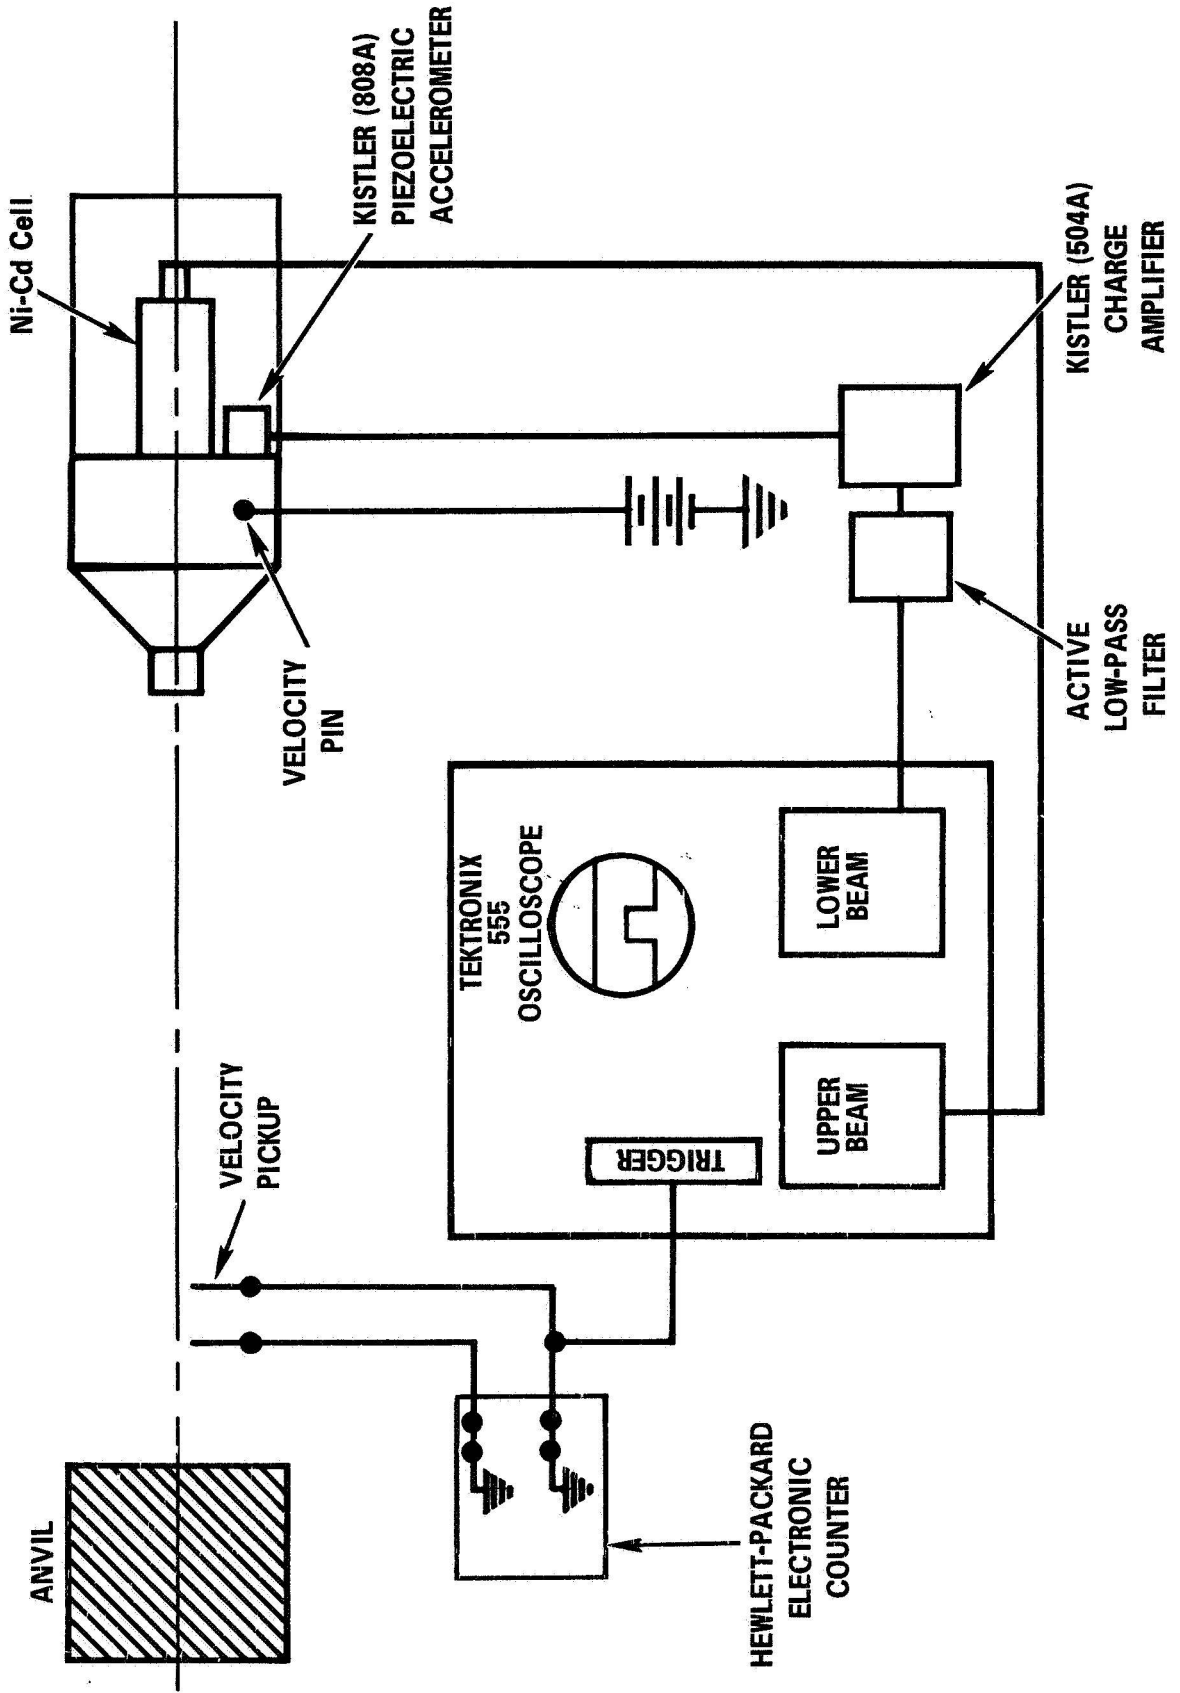 ANVIL
VELOCITY
PICKUP
VELOCITY
PIN
Ni-Cd Cell
KISTLER (808A)
PIEZOELECTRIC
ACCELEROMETER
TEKTRONIX
555
OSCILLOSCOPE
TRIGGER
UPPER
BEAM
LOWER
BEAM
HEWLETT-PACKARD
ELECTRONIC
COUNTER
ACTIVE
LOW-PASS
FILTER
KISTLER (504A)
CHARGE
AMPLIFIER